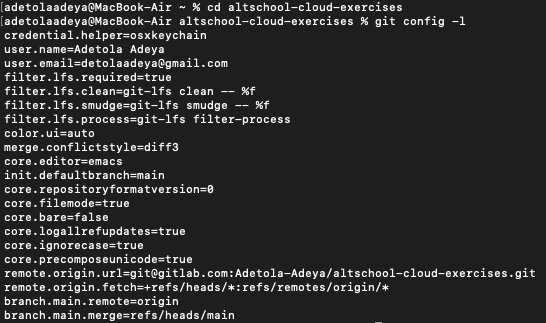 [adetolaadeya@MacBook-Air ~ % cd altschool-cloud-exercises
[adetolaadeya@MacBook-Air altschool-cloud-exercises % git config -l
credential.helper=osxkeychain
user.name=Adetola Adeya
user.email=detolaadeya@gmail.com
filter.lfs.required=true
filter.lfs.clean=git-lfs clean -- %f
filter.lfs.smudge=git-lfs smudge -- %f
filter.lfs.process=git-lfs filter-process
color.ui=auto
merge.conflictstyle=diff3
core.editor=emacs
init.defaultbranch=main
core.repositoryformatversion=0
core.filemode=true
core.bare=false
core.logallrefupdates=true
core.ignorecase=true
core.precomposeunicode=true
remote.origin.url=git@gitlab.com:Adetola-Adeya/altschool-cloud-exercises.git
remote.origin.fetch=+refs/heads/*:refs/remotes/origin/*
branch.main.remote=origin
branch.main.merge=refs/heads/main